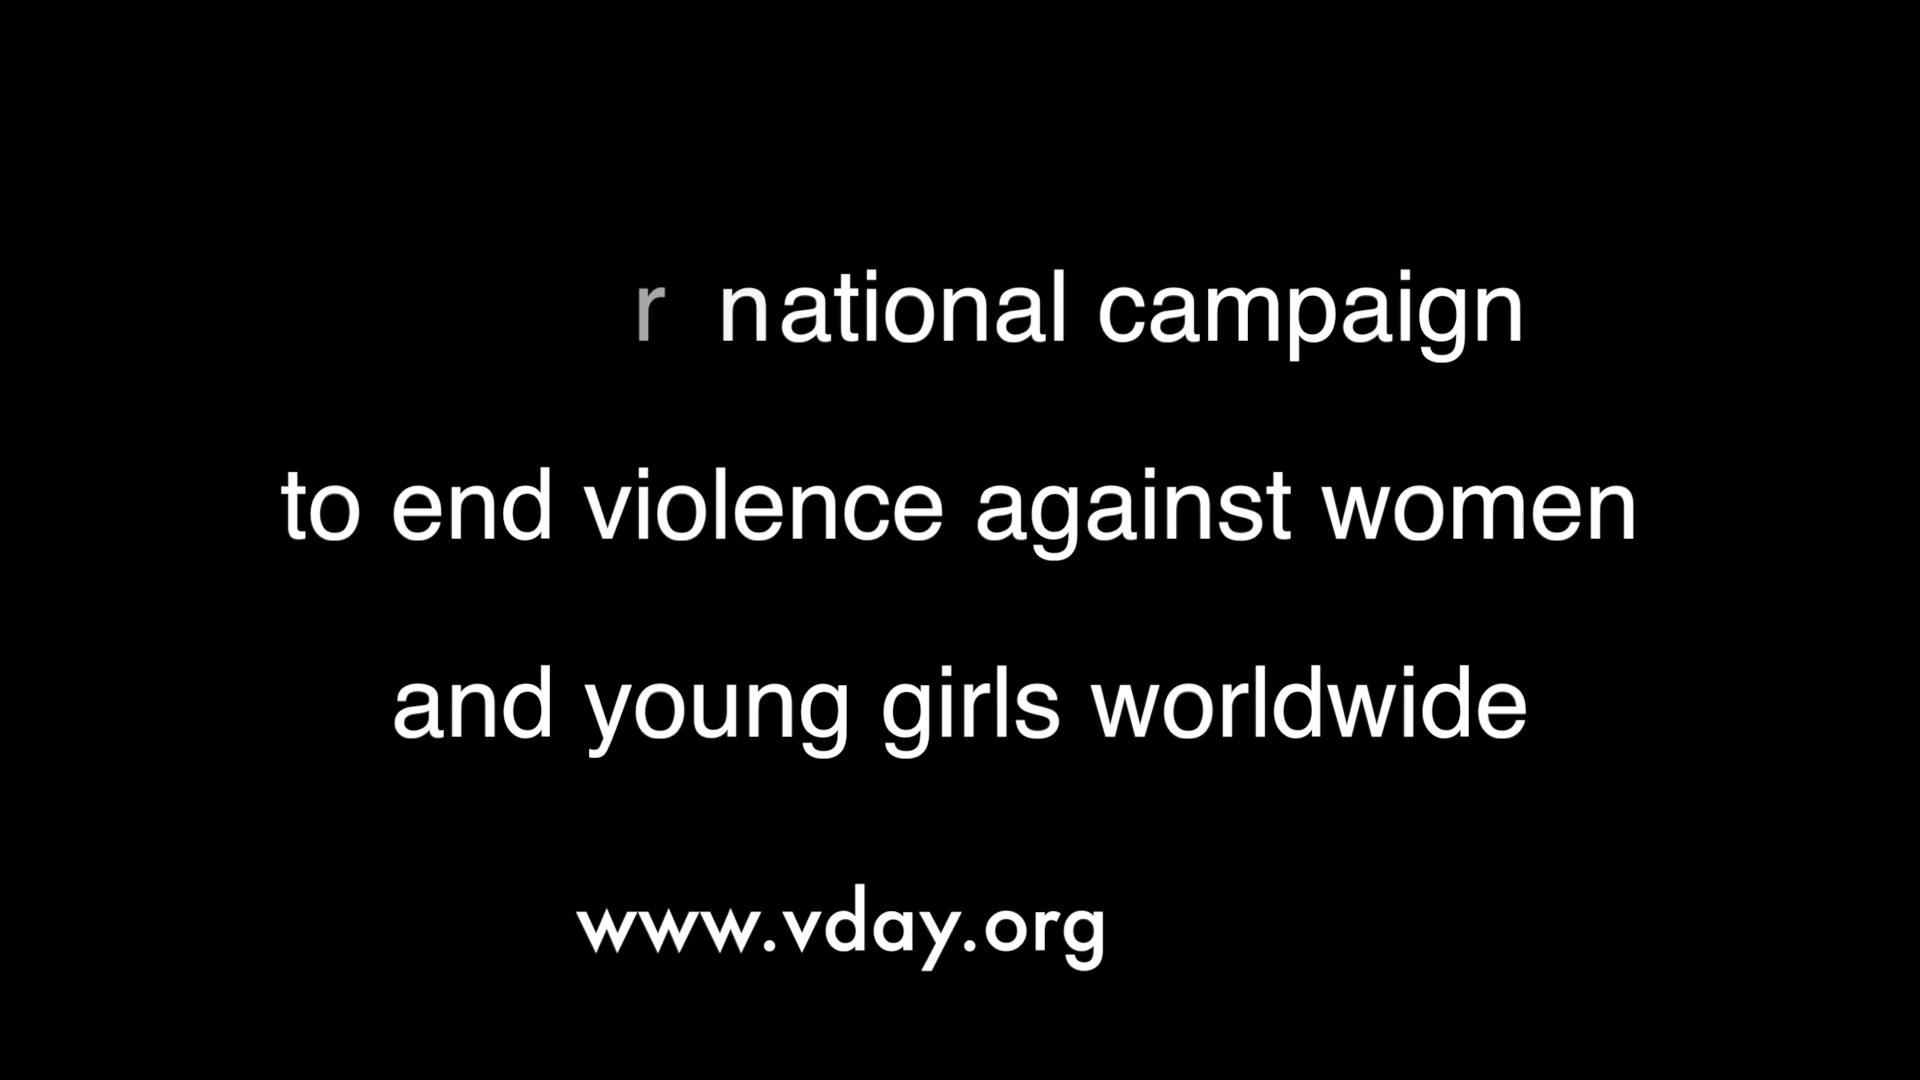 r national campaign
to end violence against women
and young girls worldwide
www.vday.org